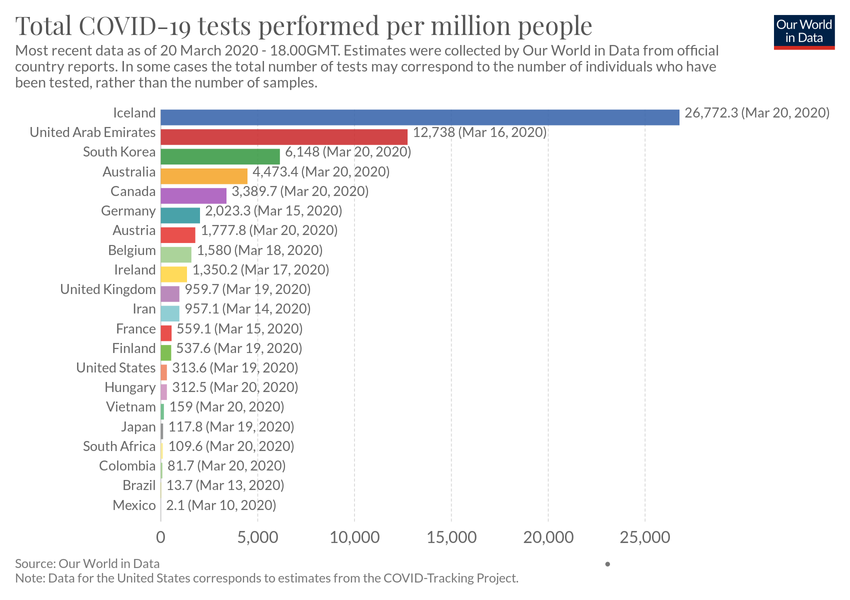 Total COVID-19 tests performed per million people
Our World
in Data
Most recent data as of 20 March 2020 - 18.00GMT. Estimates were collected by Our World in Data from official
country reports. In some cases the total number of tests may correspond to the number of individuals who have
been tested, rather than the number of samples.
Iceland 26,772.3 (Mar 20, 2020)
United Arab Emirates 12,738 (Mar 16, 2020)
South Korea 6,148 (Mar 20, 2020)
Australia 4,473.4 (Mar 20, 2020)
Canada 3,389.7 (Mar 20, 2020)
Germany 2,023.3 (Mar 15, 2020)
Austria 1,777.8 (Mar 20, 2020)
Belgium 1,580 (Mar 18, 2020)
Ireland 1,350.2 (Mar 17, 2020)
United Kingdom 959.7 (Mar 19, 2020)
Iran 957.1 (Mar 14, 2020)
France 559.1 (Mar 15, 2020)
Finland 537.6 (Mar 19, 2020)
United States 313.6 (Mar 19, 2020)
Hungary 312.5 (Mar 20, 2020)
Vietnam 159 (Mar 20, 2020)
Japan 117.8 (Mar 19, 2020)
South Africa 109.6 (Mar 20, 2020)
Colombia 81.7 (Mar 20, 2020)
Brazil 13.7 (Mar 13, 2020)
Mexico 2.1 (Mar 10, 2020)
0 5,000 10,000 15,000 20,000 25,000
Source: Our World in Data
Note: Data for the United States corresponds to estimates from the COVID-Tracking Project.